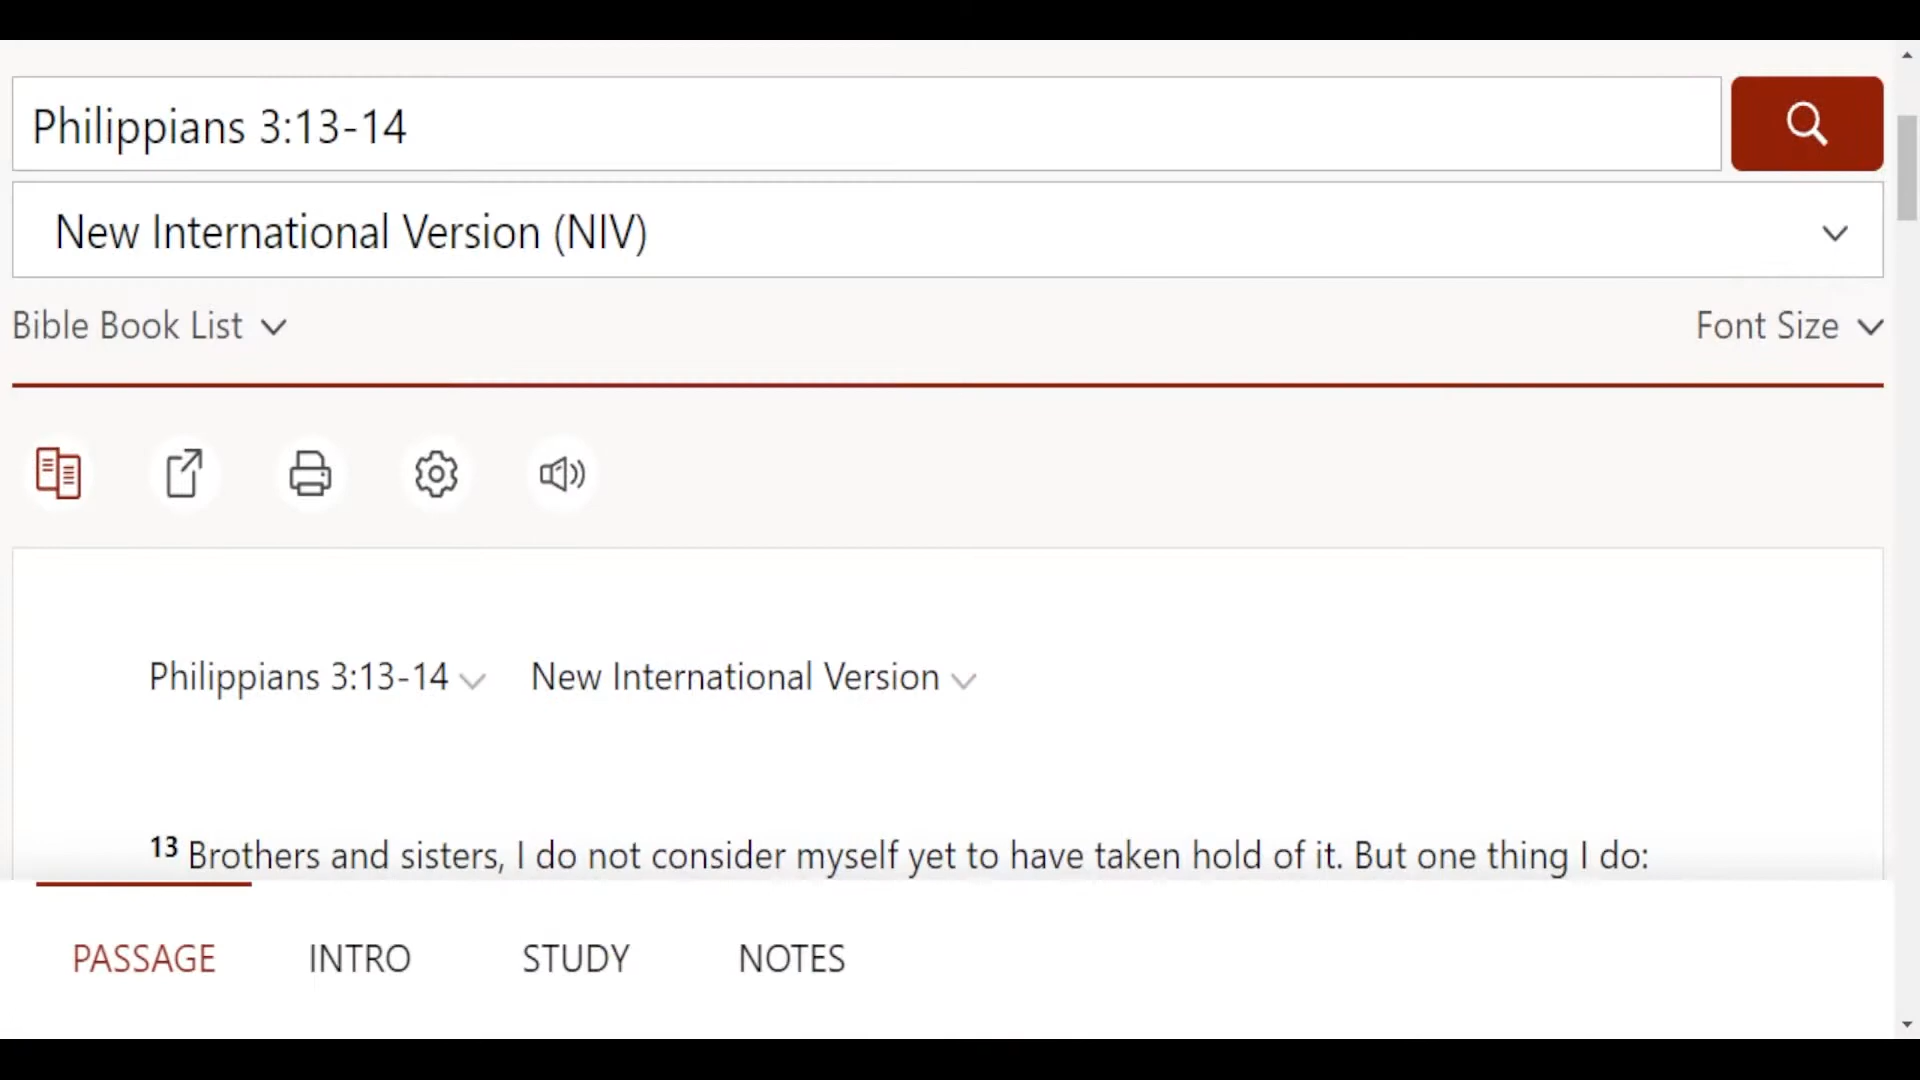 Philippians 3:13-14
New International Version (NIV)
Bible Book List
Font Size
Philippians 3:13-14 New International Version
13 Brothers and sisters, I do not consider myself yet to have taken hold of it. But one thing I do:
PASSAGE INTRO STUDY NOTES